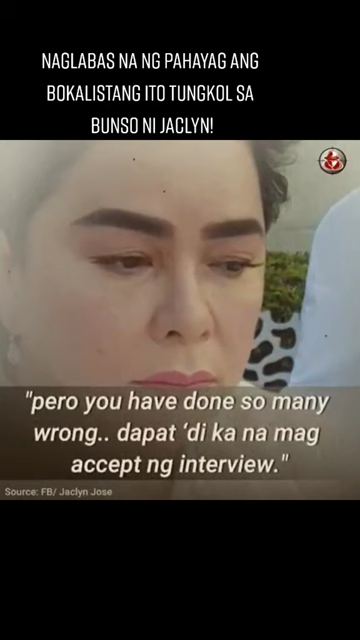 NAGLABAS NA NG PAHAYAG ANG
BOKALISTANG ITO TUNGKOL SA
BUNSO NI JACLYN!
"pero you have done so many
wrong.. dapat ‘di ka na mag
accept ng interview."
Source: FB/ Jaclyn Jose